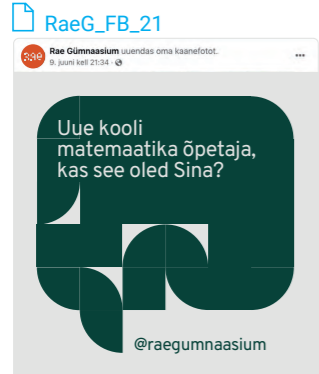 RaeG_FB_21
rae
Rae Gümnaasium uuendas oma kaanefotot.
9. juuni kell 21:34 ·
Uue kooli
matemaatika õpetaja,
kas see oled Sina?
@raegumnaasium